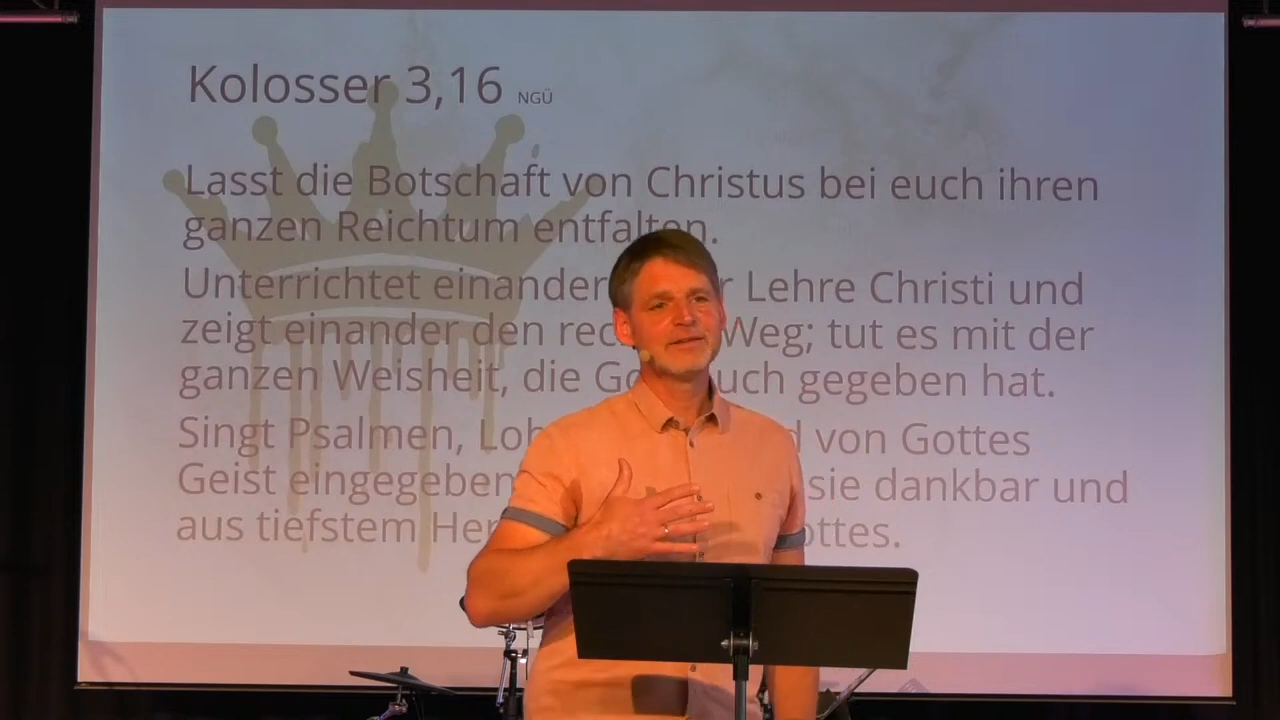 Kolosser 3,16 NGÜ
Lasst die Botschaft von Christus bei euch ihren
ganzen Reichtum entfalten.
Unterrichtet einander Lehre Christi und
zeigt einander den Weg; tut es mit der
ganzen Weisheit, die gegeben hat.
Singt Psalmen, von Gottes
Geist eingegeben sie dankbar und
aus tiefstem